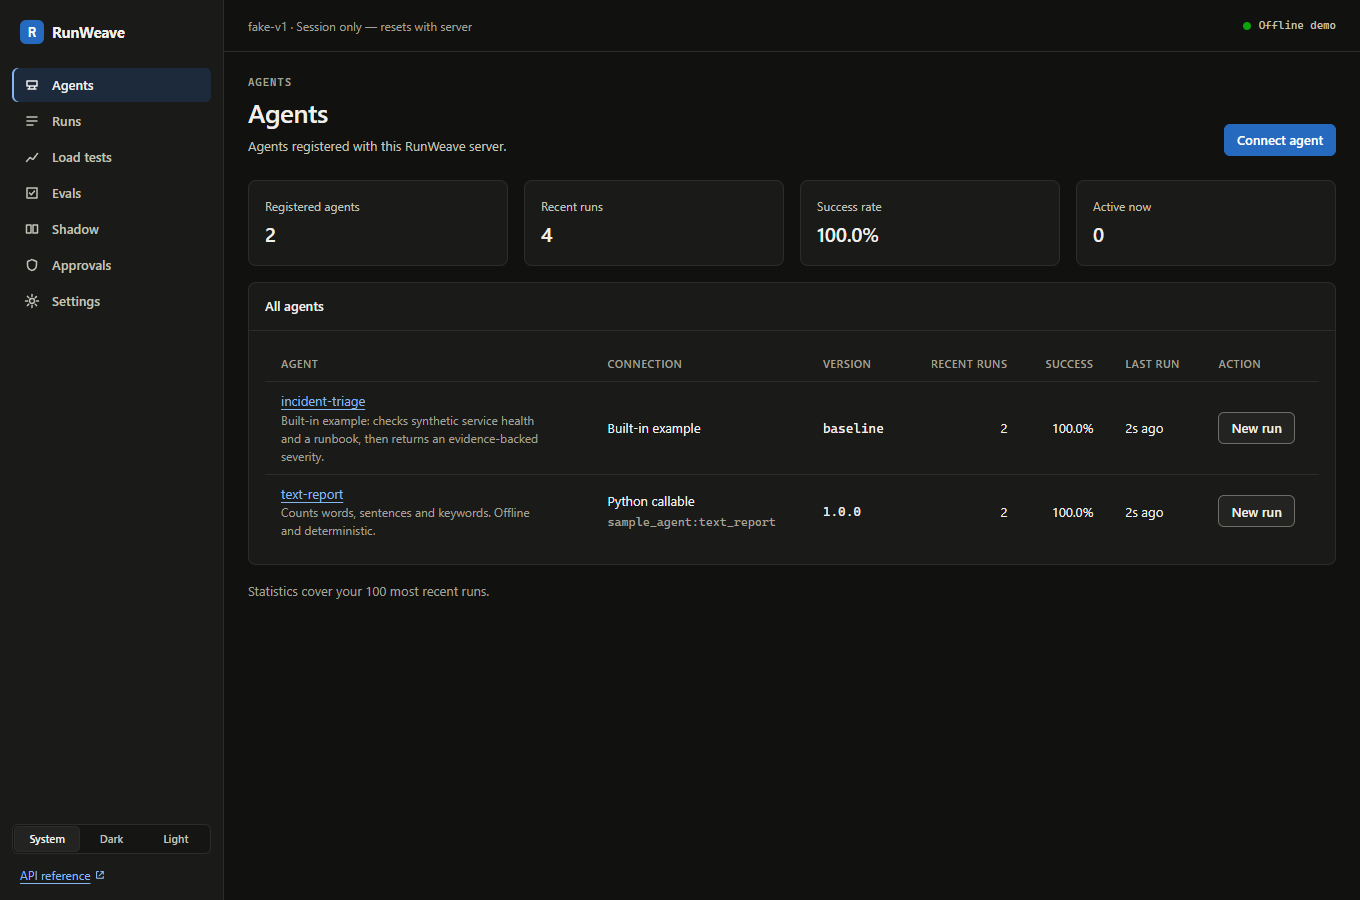 R RunWeave
Agents
Runs
Load tests
Evals
Shadow
Approvals
Settings
System Dark Light
API reference
fake-v1 · Session only — resets with server
Offline demo
AGENTS
Agents
Agents registered with this RunWeave server.
Connect agent
Registered agents
2
Recent runs
4
Success rate
100.0%
Active now
0
All agents
AGENT CONNECTION VERSION RECENT RUNS SUCCESS LAST RUN ACTION
incident-triage
Built-in example: checks synthetic service health
and a runbook, then returns an evidence-backed
severity.
Built-in example baseline 2 100.0% 2s ago New run
text-report
Counts words, sentences and keywords. Offline
and deterministic.
Python callable
sample_agent:text_report
1.0.0 2 100.0% 2s ago New run
Statistics cover your 100 most recent runs.